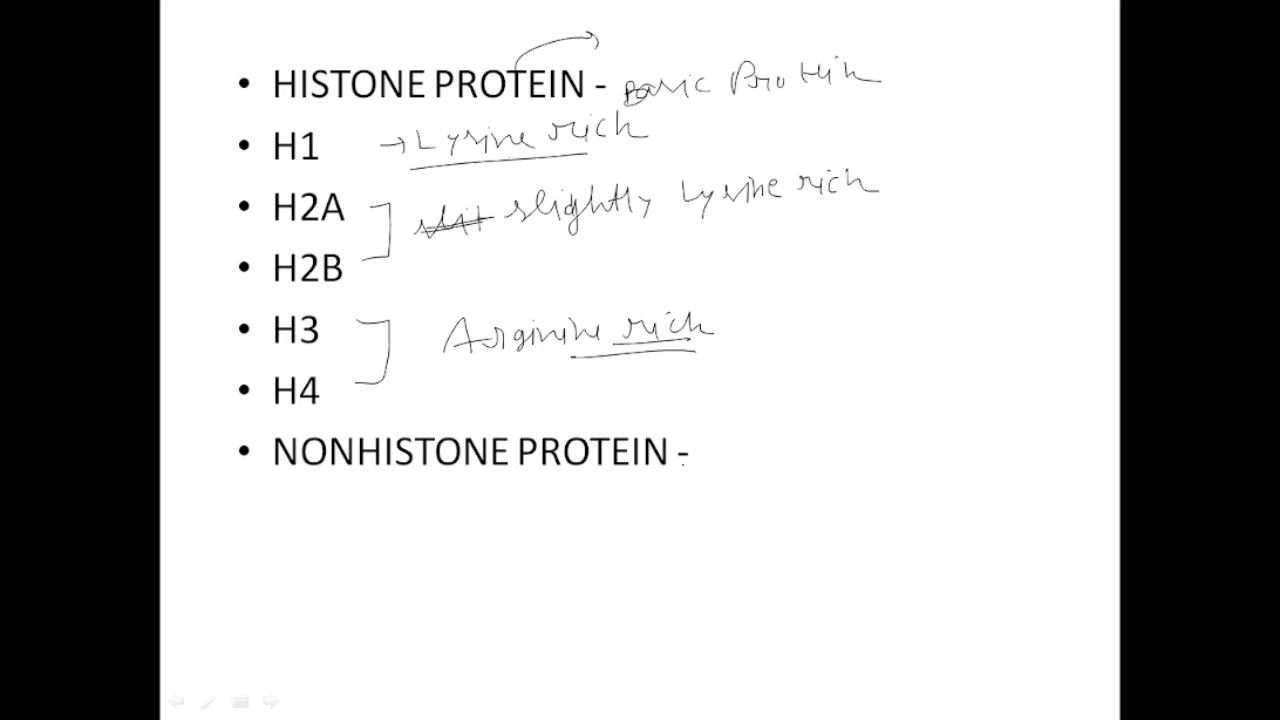 • HISTONE PROTEIN - Basic Protein
• H1 → Lysine rich
• H2A slightly Lysine rich
• H2B
• H3 Arginine rich
• H4
• NONHISTONE PROTEIN -